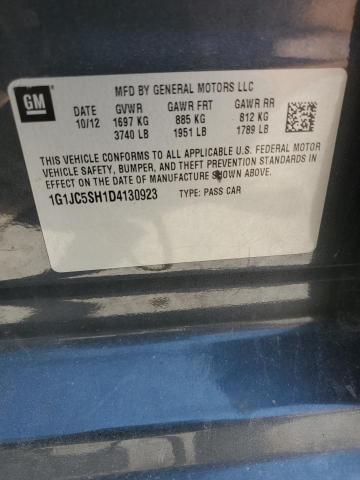 GM
MFD BY GENERAL MOTORS LLC
DATE GVWR GAWR FRT GAWR RR
10/12 1697 KG 885 KG 812 KG
3740 LB 1951 LB 1789 LB
THIS VEHICLE CONFORMS TO ALL APPLICABLE U.S. FEDERAL MOTOR
VEHICLE SAFETY, BUMPER, AND THEFT PREVENTION STANDARDS IN
EFFECT ON THE DATE OF MANUFACTURE SHOWN ABOVE.
1G1JC5SH1D4130923 TYPE: PASS CAR